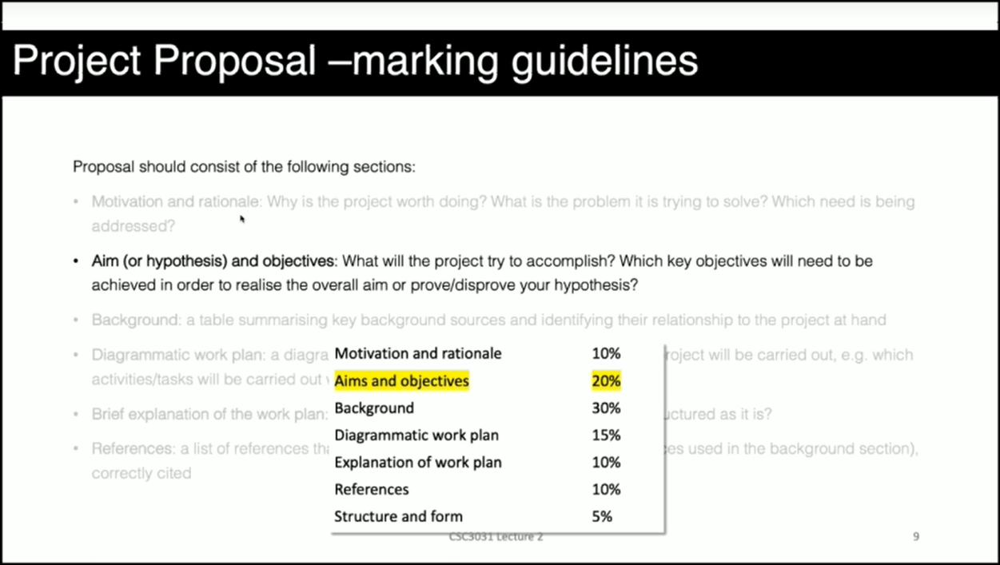 Project Proposal –marking guidelines
Proposal should consist of the following sections:
• Motivation and rationale: Why is the project worth doing? What is the problem it is trying to solve? Which need is being
addressed?
• Aim (or hypothesis) and objectives: What will the project try to accomplish? Which key objectives will need to be
achieved in order to realise the overall aim or prove/disprove your hypothesis?
• Background: a table summarising key background sources and identifying their relationship to the project at hand
• Diagrammatic work plan: a diagra
roject will be carried out, e.g. which
activities/tasks will be carried out
• Brief explanation of the work plan:
uctured as it is?
• References: a list of references tha
es used in the background section),
correctly cited
Motivation and rationale 10%
Aims and objectives 20%
Background 30%
Diagrammatic work plan 15%
Explanation of work plan 10%
References 10%
Structure and form 5%
CSC3031 Lecture 2
9